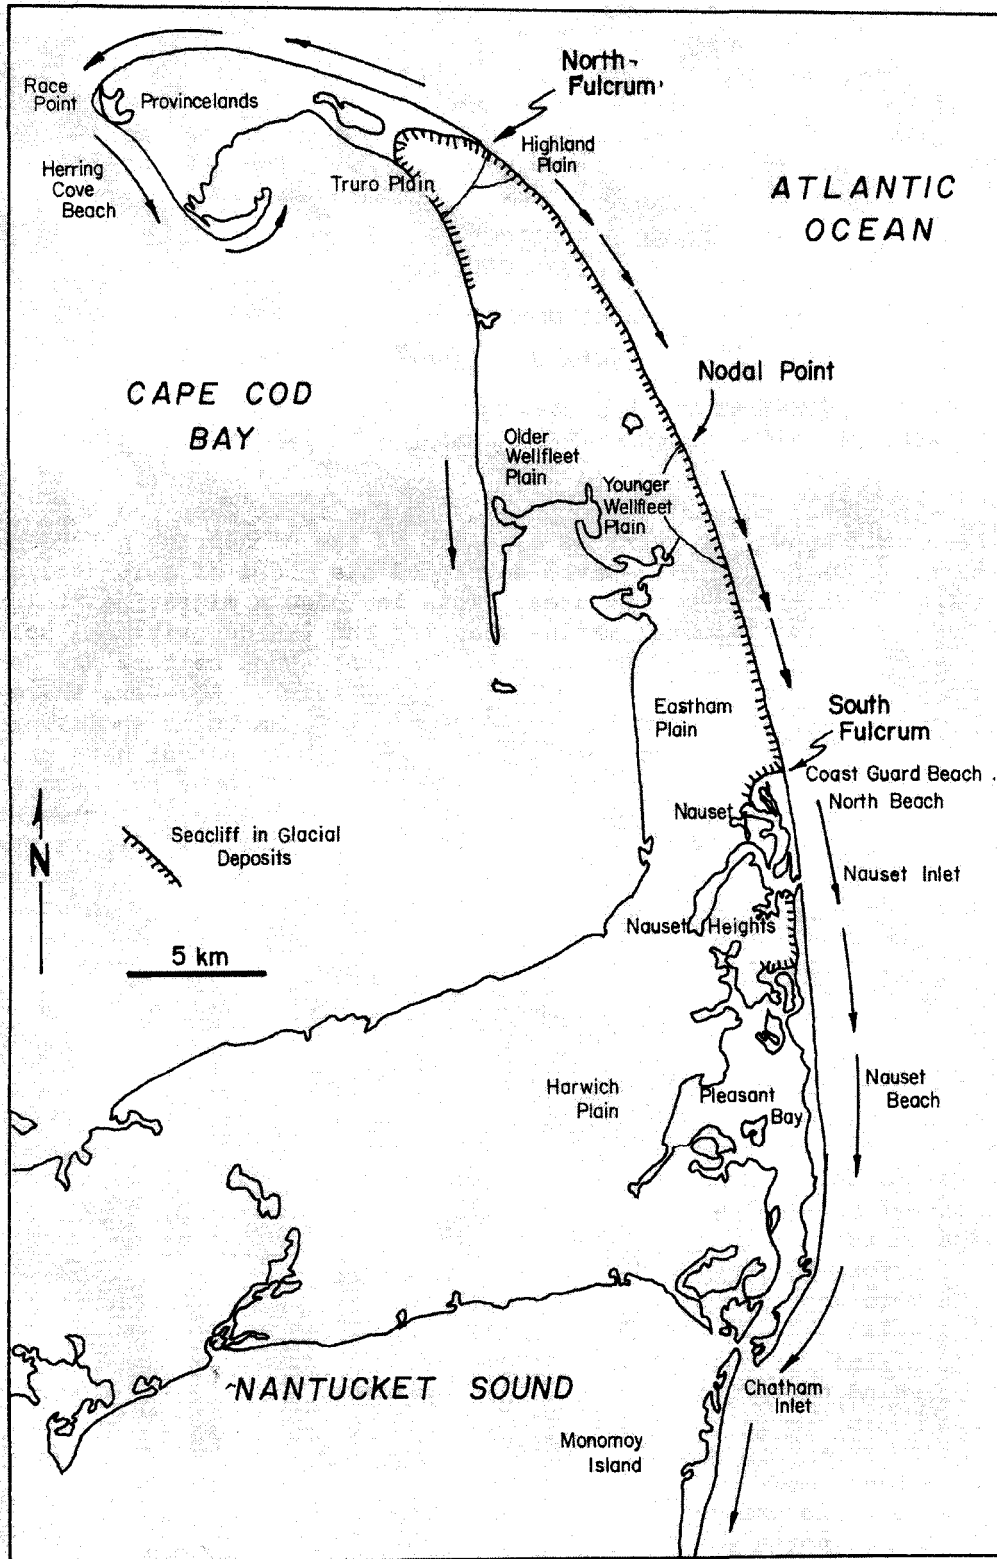 North
Fulcrum
Race
Point
Provincelands
Highland
Plain
Herring
Cove
Beach
Truro Plain
ATLANTIC
OCEAN
Nodal Point
CAPE COD
BAY
Older
Wellfleet
Plain
Younger
Wellfleet
Plain
Eastham
Plain
South
Fulcrum
Coast Guard Beach
North Beach
Nauset
Seacliff in Glacial
Deposits
N
Nauset Inlet
Nauset Heights
5 km
Harwich
Plain
Pleasant
Bay
Nauset
Beach
NANTUCKET SOUND
Chatham
Inlet
Monomoy
Island